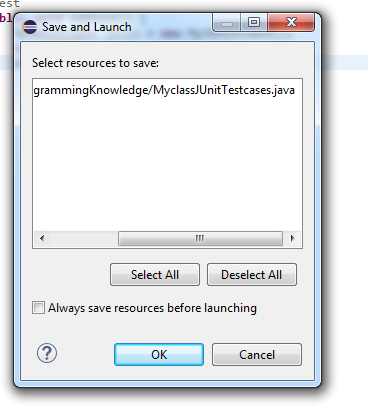 Save and Launch
Select resources to save:
grammingKnowledge/MyclassJUnitTestcases.java
Select All
Deselect All
Always save resources before launching
OK
Cancel